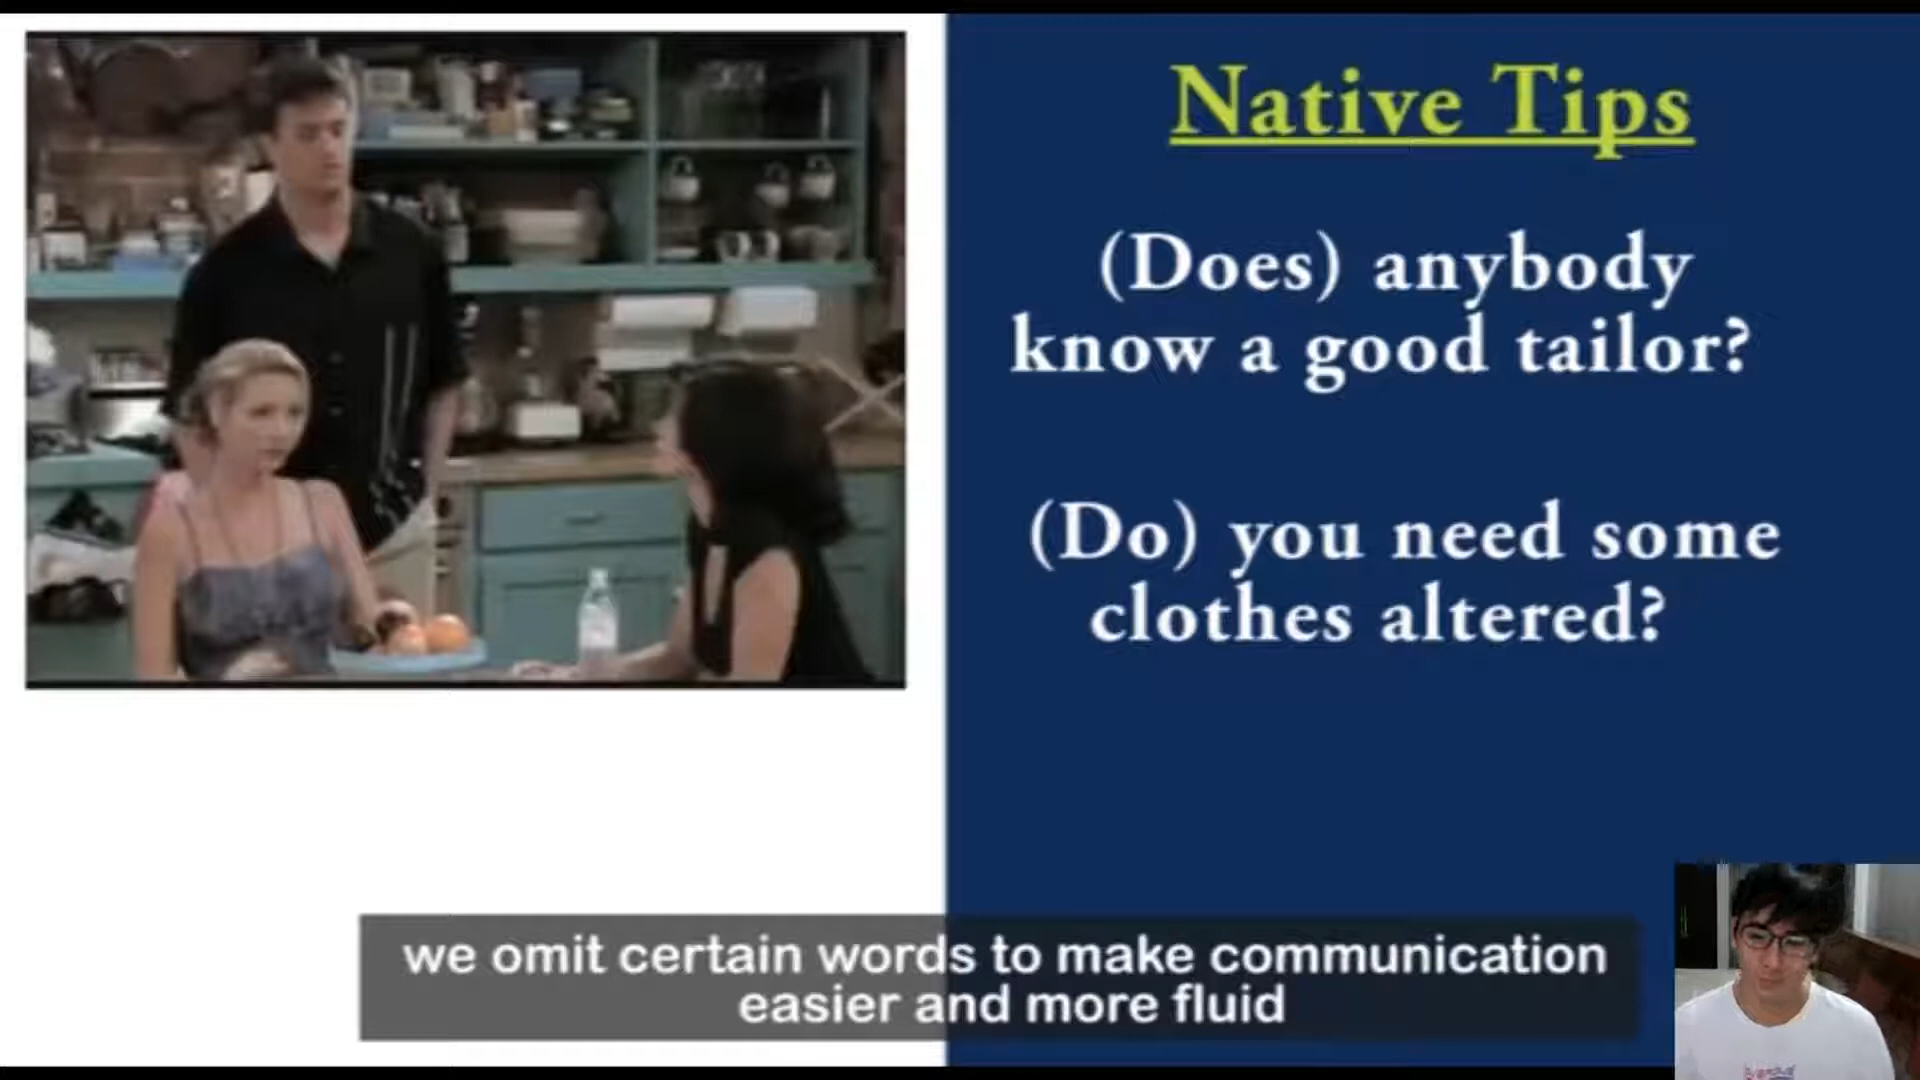 Native Tips
(Does) anybody
know a good tailor?
(Do) you need some
clothes altered?
we omit certain words to make communication
easier and more fluid